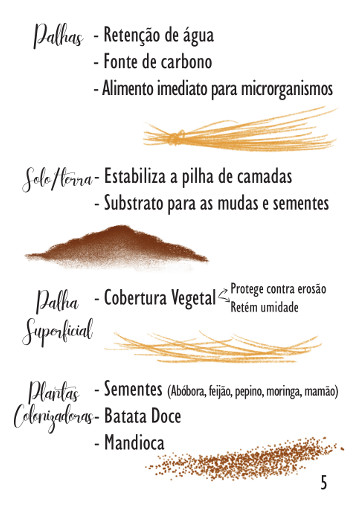 Palhas - Retenção de água
- Fonte de carbono
- Alimento imediato para microrganismos
Solo/terra - Estabiliza a pilha de camadas
- Substrato para as mudas e sementes
Palha Superficial
- Cobertura Vegetal
Protege contra erosão
Retém umidade
Plantas Colonizadoras
- Sementes (Abóbora, feijão, pepino, moringa, mamão)
- Batata Doce
- Mandioca
5